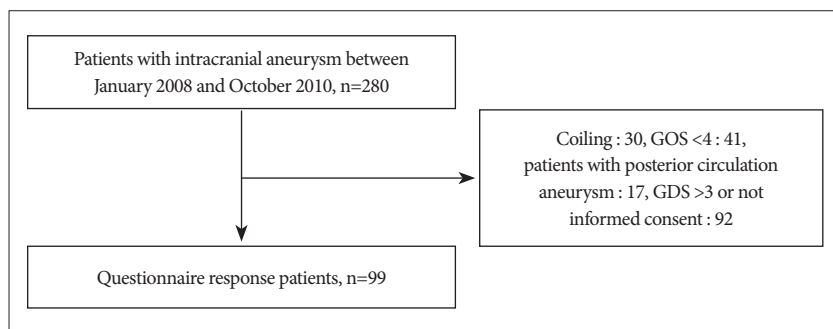 Patients with intracranial aneurysm between
January 2008 and October 2010, n=280
Coiling : 30, GOS <4 : 41,
patients with posterior circulation
aneurysm : 17, GDS >3 or not
informed consent : 92
Questionnaire response patients, n=99